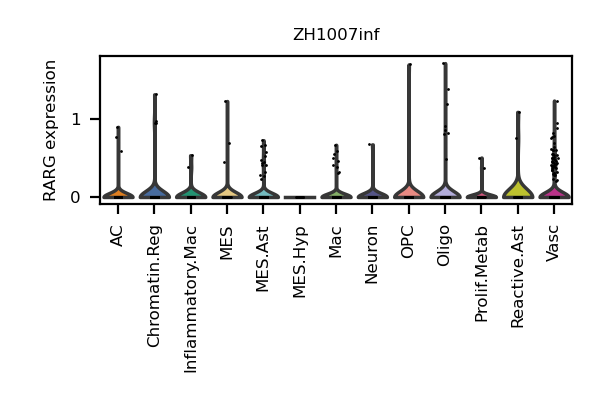 ZH1007inf
RARG expression
1
0
AC
Chromatin.Reg
Inflammatory.Mac
MES
MES.Ast
MES.Hyp
Mac
Neuron
OPC
Oligo
Prolif.Metab
Reactive.Ast
Vasc